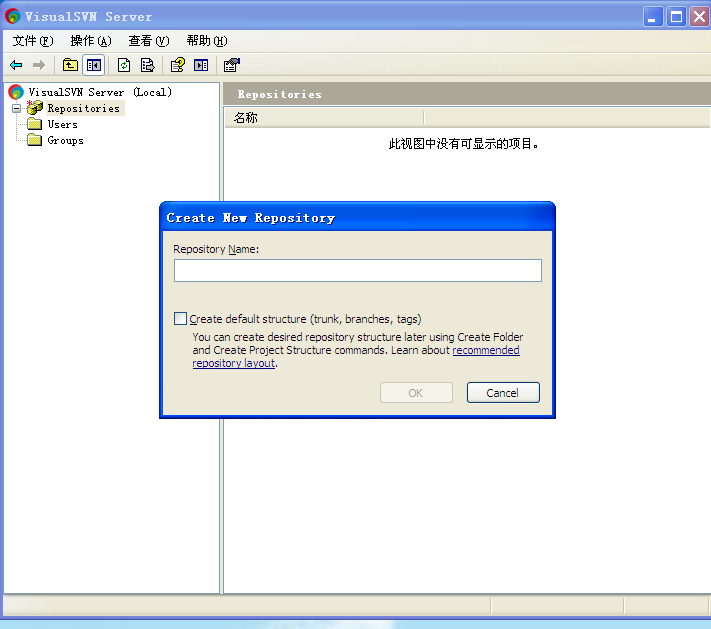 VisualSVN Server
文件(F) 操作(A) 查看(V) 帮助(H)
VisualSVN Server (Local)
Repositories
Users
Groups
Repositories
名称
此视图中没有可显示的项目。
Create New Repository
Repository Name:
Create default structure (trunk, branches, tags)
You can create desired repository structure later using Create Folder
and Create Project Structure commands. Learn about recommended
repository layout.
OK
Cancel